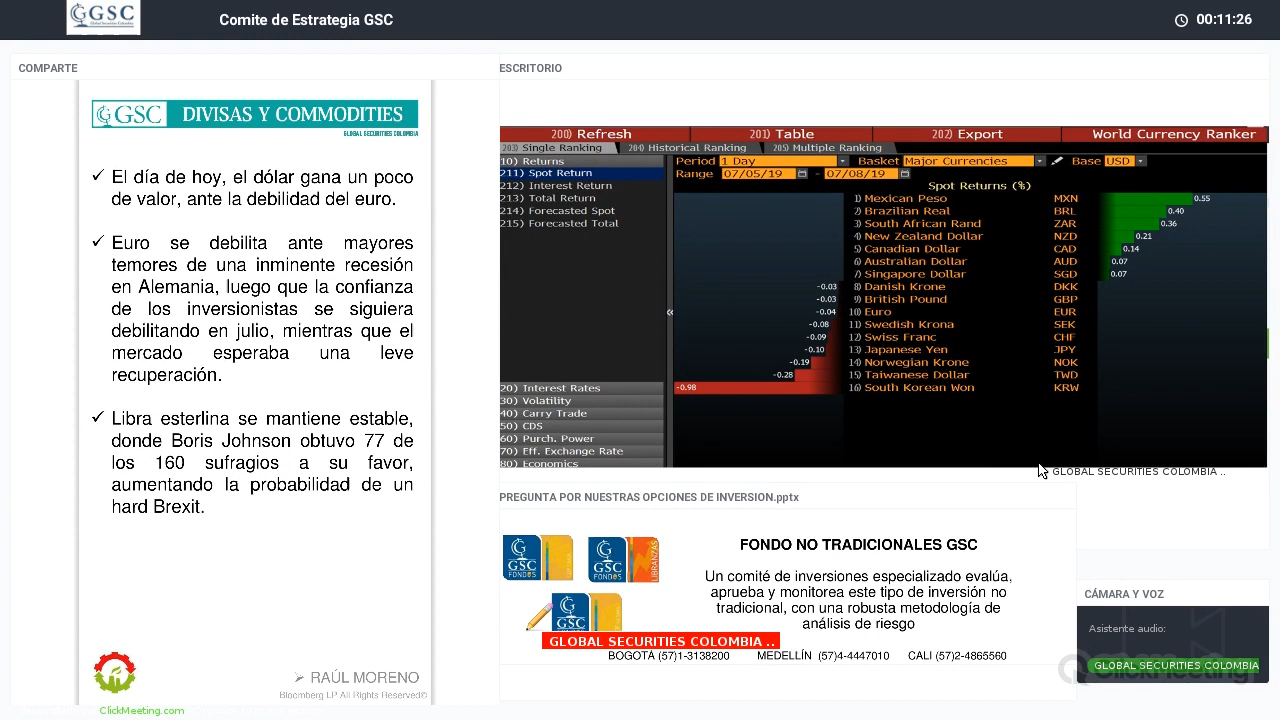 GGSC
Global Securities Colombia
Comite de Estrategia GSC
00:11:26
COMPARTE
GSC DIVISAS Y COMMODITIES
GLOBAL SECURITIES COLOMBIA
✓ El día de hoy, el dólar gana un poco
de valor, ante la debilidad del euro.
✓ Euro se debilita ante mayores
temores de una inminente recesión
en Alemania, luego que la confianza
de los inversionistas se siguiera
debilitando en julio, mientras que el
mercado esperaba una leve
recuperación.
✓ Libra esterlina se mantiene estable,
donde Boris Johnson obtuvo 77 de
los 160 sufragios a su favor,
aumentando la probabilidad de un
hard Brexit.
➢ RAÚL MORENO
Bloomberg LP All Rights Reserved©
ClickMeeting.com
ESCRITORIO
200) Refresh 201) Table 202) Export World Currency Ranker
203) Single Ranking 204) Historical Ranking 205) Multiple Ranking
10) Returns Period 1 Day Basket Major Currencies Base USD
211) Spot Return Range 07/05/19 - 07/08/19
212) Interest Return Spot Returns (%)
213) Total Return 1) Mexican Peso MXN 0.55
214) Forecasted Spot 2) Brazilian Real BRL 0.40
215) Forecasted Total 3) South African Rand ZAR 0.36
4) New Zealand Dollar NZD 0.21
5) Canadian Dollar CAD 0.14
6) Australian Dollar AUD 0.07
7) Singapore Dollar SGD 0.07
-0.03 8) Danish Krone DKK
-0.03 9) British Pound GBP
-0.04 10) Euro EUR
-0.08 11) Swedish Krona SEK
-0.09 12) Swiss Franc CHF
-0.10 13) Japanese Yen JPY
-0.19 14) Norwegian Krone NOK
-0.28 15) Taiwanese Dollar TWD
20) Interest Rates -0.98 16) South Korean Won KRW
30) Volatility
40) Carry Trade
50) CDS
60) Purch. Power
70) Eff. Exchange Rate
80) Economics
GLOBAL SECURITIES COLOMBIA ..
PREGUNTA POR NUESTRAS OPCIONES DE INVERSION.pptx
GSC FONDOS
GSC FONDOS LIBRANZAS
GSC
FONDO NO TRADICIONALES GSC
Un comité de inversiones especializado evalúa,
aprueba y monitorea este tipo de inversión no
tradicional, con una robusta metodología de
análisis de riesgo
GLOBAL SECURITIES COLOMBIA ..
BOGOTÁ (57)1-3138200 MEDELLÍN (57)4-4447010 CALI (57)2-4865560
CÁMARA Y VOZ
Asistente audio:
GLOBAL SECURITIES COLOMBIA
ClickMeeting